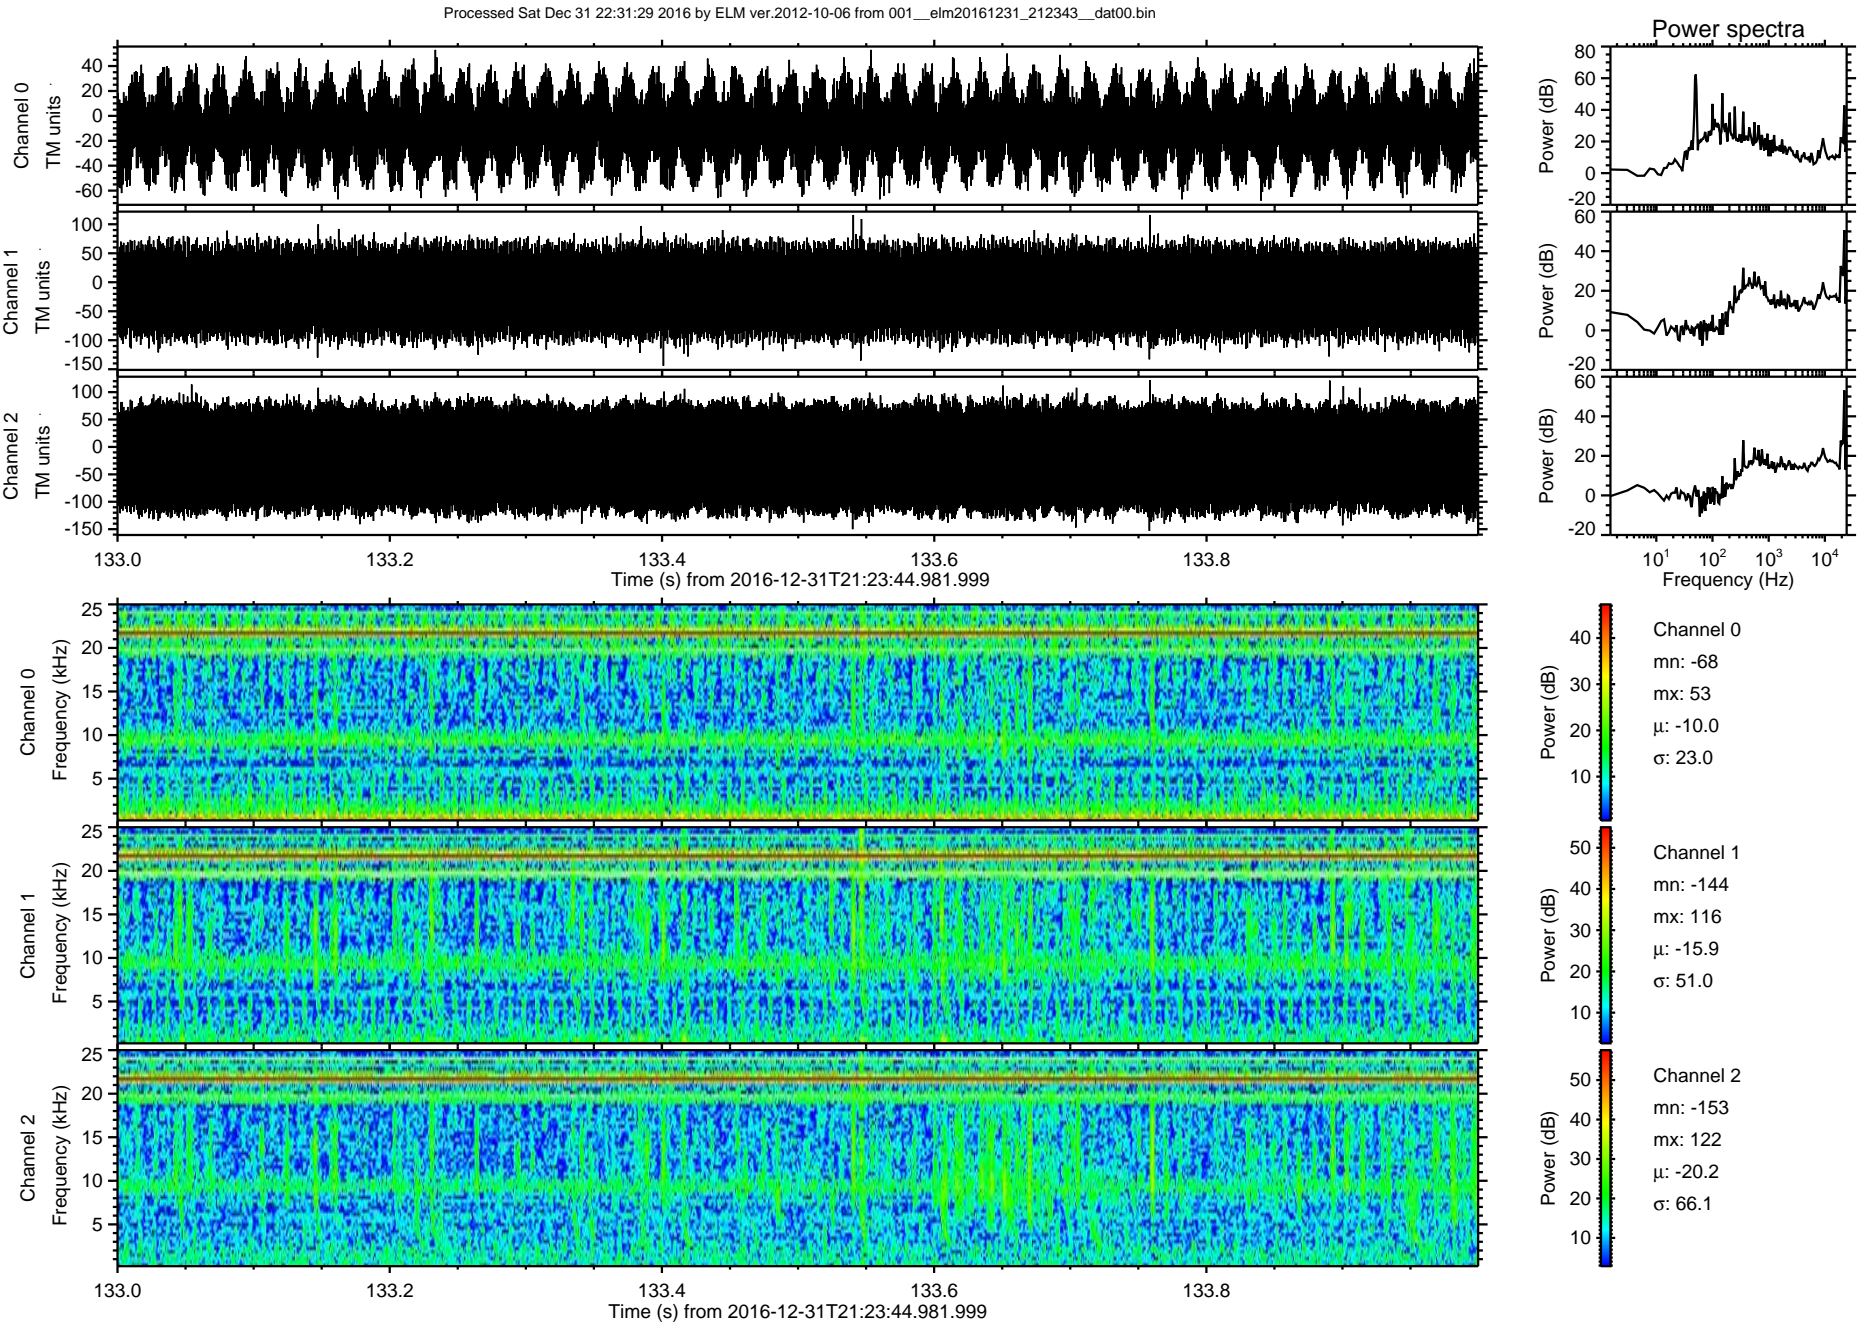 Processed Sat Dec 31 22:31:29 2016 by ELM ver.2012-10-06 from 001__elm20161231_212343__dat00.bin
Power spectra
Channel 0
TM units
40
20
0
-20
-40
-60
Power (dB)
80
60
40
20
0
-20
Channel 1
TM units
100
50
0
-50
-100
-150
Power (dB)
60
40
20
0
-20
Channel 2
TM units
100
50
0
-50
-100
-150
Power (dB)
60
40
20
0
-20
133.0 133.2 133.4 133.6 133.8
Time (s) from 2016-12-31T21:23:44.981.999
10^1 10^2 10^3 10^4
Frequency (Hz)
Channel 0
Frequency (kHz)
25
20
15
10
5
Power (dB)
40
30
20
10
Channel 0
mn: -68
mx: 53
μ: -10.0
σ: 23.0
Channel 1
Frequency (kHz)
25
20
15
10
5
Power (dB)
50
40
30
20
10
Channel 1
mn: -144
mx: 116
μ: -15.9
σ: 51.0
Channel 2
Frequency (kHz)
25
20
15
10
5
Power (dB)
50
40
30
20
10
Channel 2
mn: -153
mx: 122
μ: -20.2
σ: 66.1
133.0 133.2 133.4 133.6 133.8
Time (s) from 2016-12-31T21:23:44.981.999